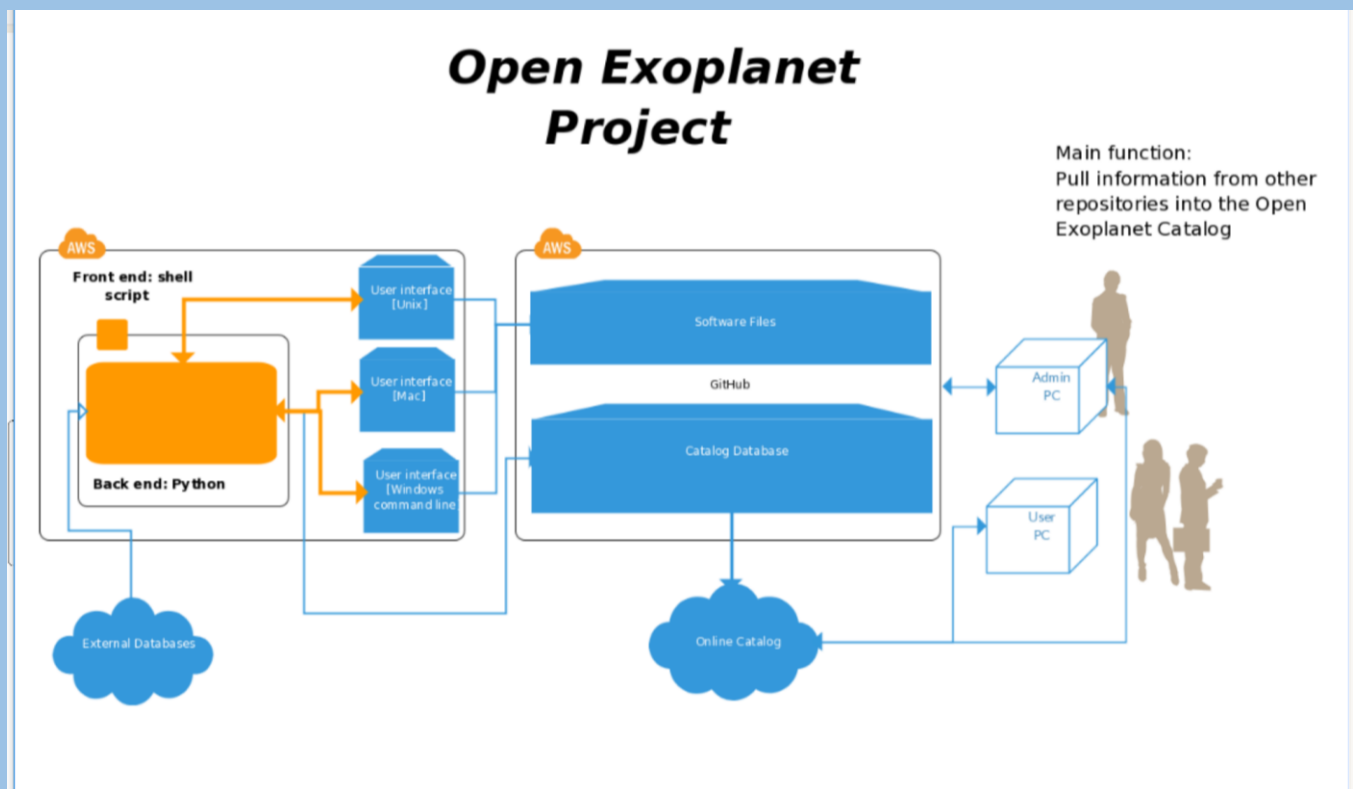 Open Exoplanet
Project
Main function:
Pull information from other
repositories into the Open
Exoplanet Catalog
AWS
Front end: shell
script
User interface
[Unix]
User interface
[Mac]
User interface
[Windows
command line
Back end: Python
External Databases
AWS
Software Files
GitHub
Catalog Database
Online Catalog
Admin
PC
User
PC